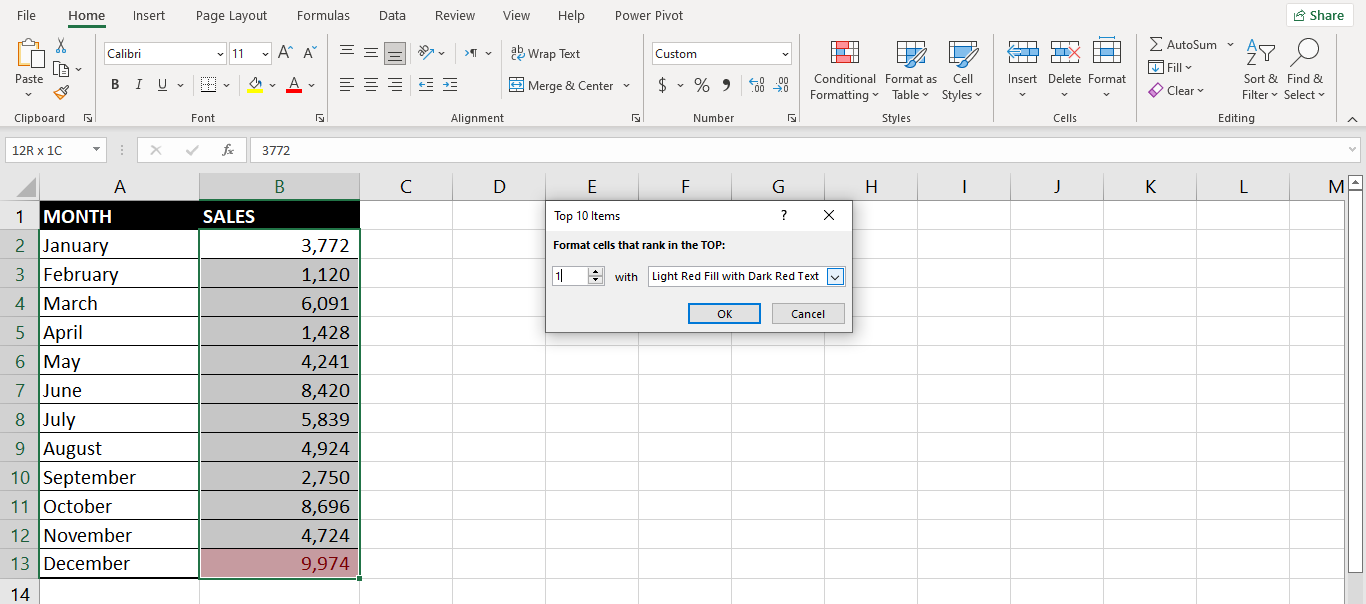 File Home Insert Page Layout Formulas Data Review View Help Power Pivot Share
Calibri 11 A^ A˅ ab Wrap Text Custom AutoSum
Paste B I U A Merge & Center $ % 9 .00 .00 Conditional Formatting Format as Table Cell Styles Insert Delete Format Fill Clear Sort & Filter Find & Select
Clipboard Font Alignment Number Styles Cells Editing
12R x 1C fx 3772
A B C D E F G H I J K L M
1 MONTH SALES
2 January 3,772
3 February 1,120
4 March 6,091
5 April 1,428
6 May 4,241
7 June 8,420
8 July 5,839
9 August 4,924
10 September 2,750
11 October 8,696
12 November 4,724
13 December 9,974
14
Top 10 Items ?
Format cells that rank in the TOP:
1 with Light Red Fill with Dark Red Text
OK Cancel